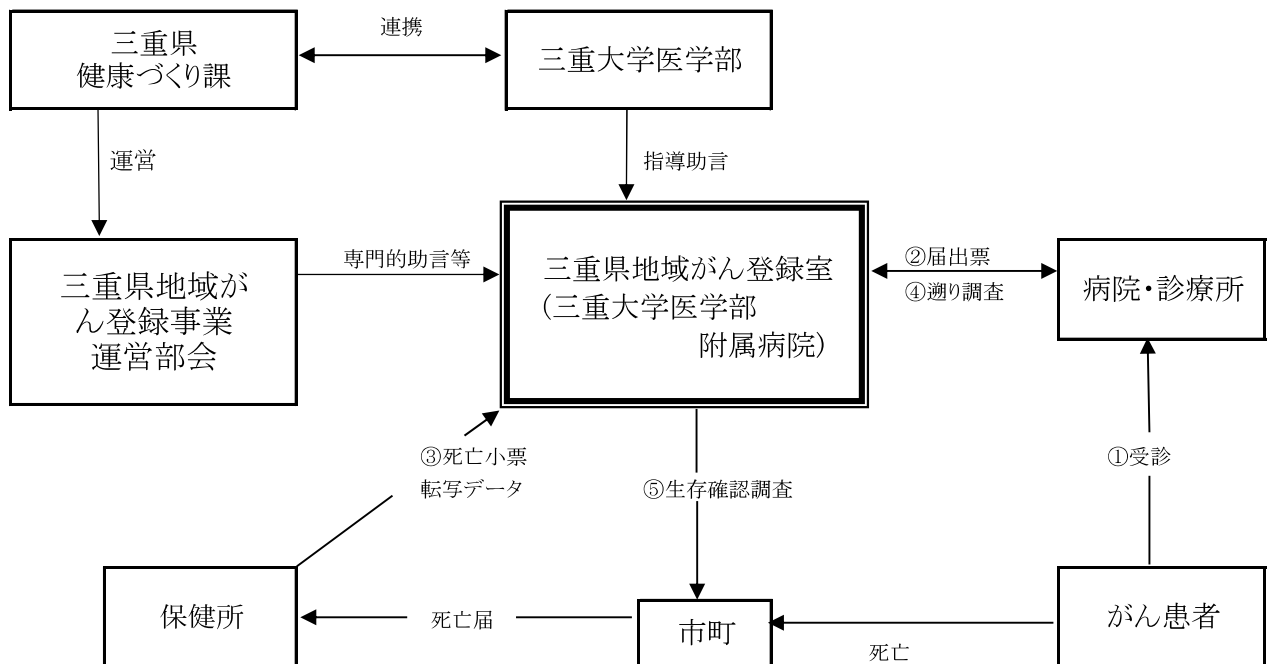 三重県
健康づくり課
連携
三重大学医学部
運営
指導助言
三重県地域が
ん登録事業
運営部会
専門的助言等
三重県地域がん登録室
(三重大学医学部
附属病院)
②届出票
④遡り調査
病院・診療所
③死亡小票
転写データ
⑤生存確認調査
①受診
保健所
死亡届
市町
死亡
がん患者